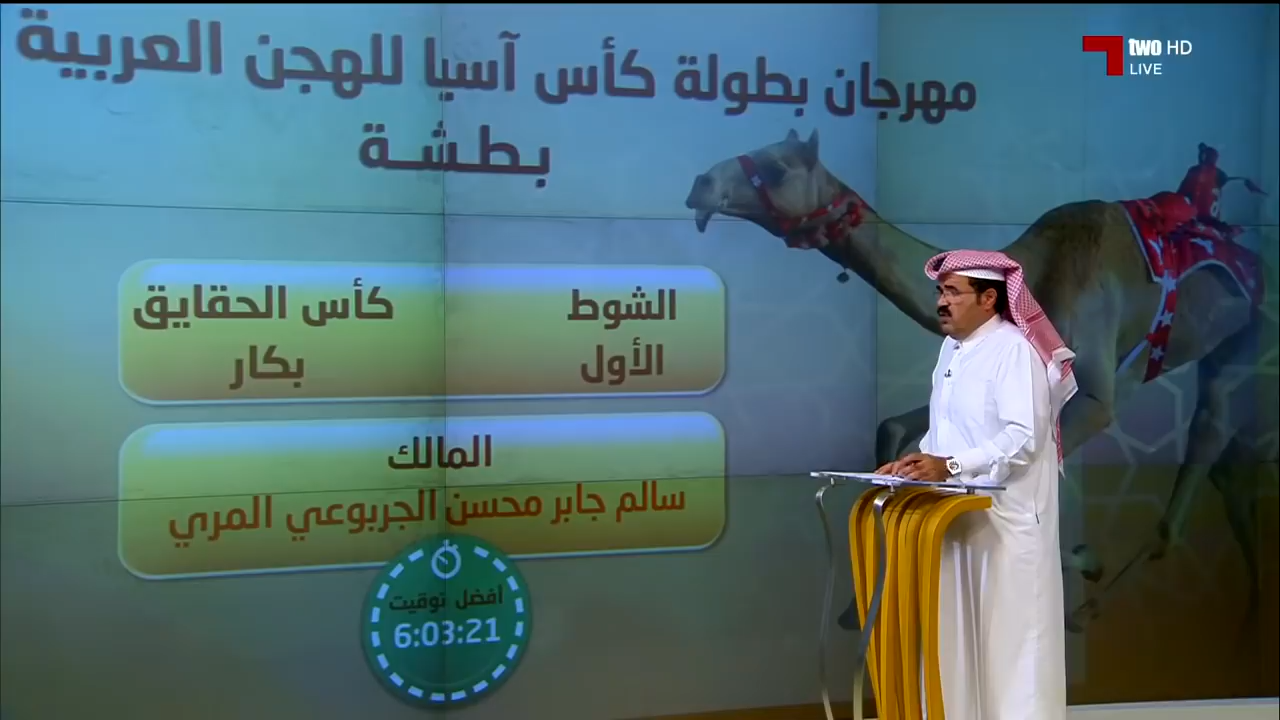 two HD
LIVE
مهرجان بطولة كأس آسيا للهجن العربية
بطشة
الشوط الأول
كأس الحقايق بكار
المالك
سالم جابر محسن الجربوعي المري
أفضل توقيت
6:03:21